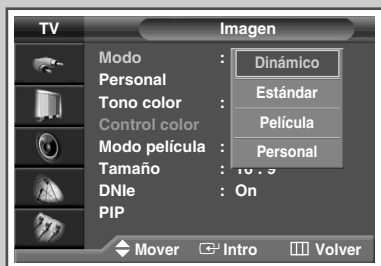 TV Imagen
Modo :
Personal
Tono color :
Control color
Modo película :
Tamaño : 16 : 9
DNIe : On
PIP
Dinámico
Estándar
Película
Personal
Mover Intro Volver